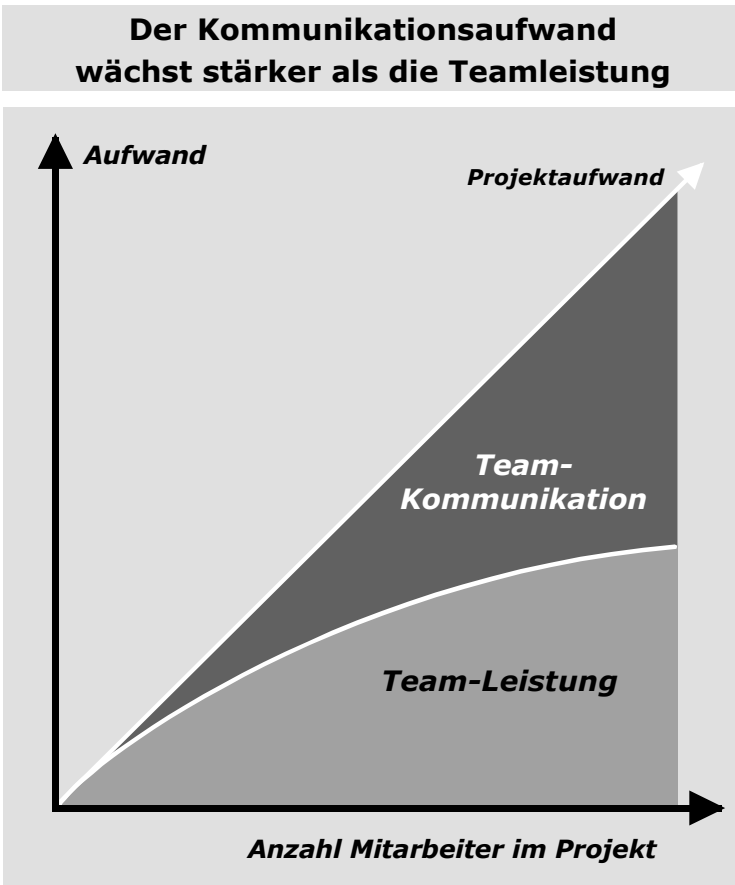 Der Kommunikationsaufwand
wächst stärker als die Teamleistung
Aufwand
Projektaufwand
Team-
Kommunikation
Team-Leistung
Anzahl Mitarbeiter im Projekt